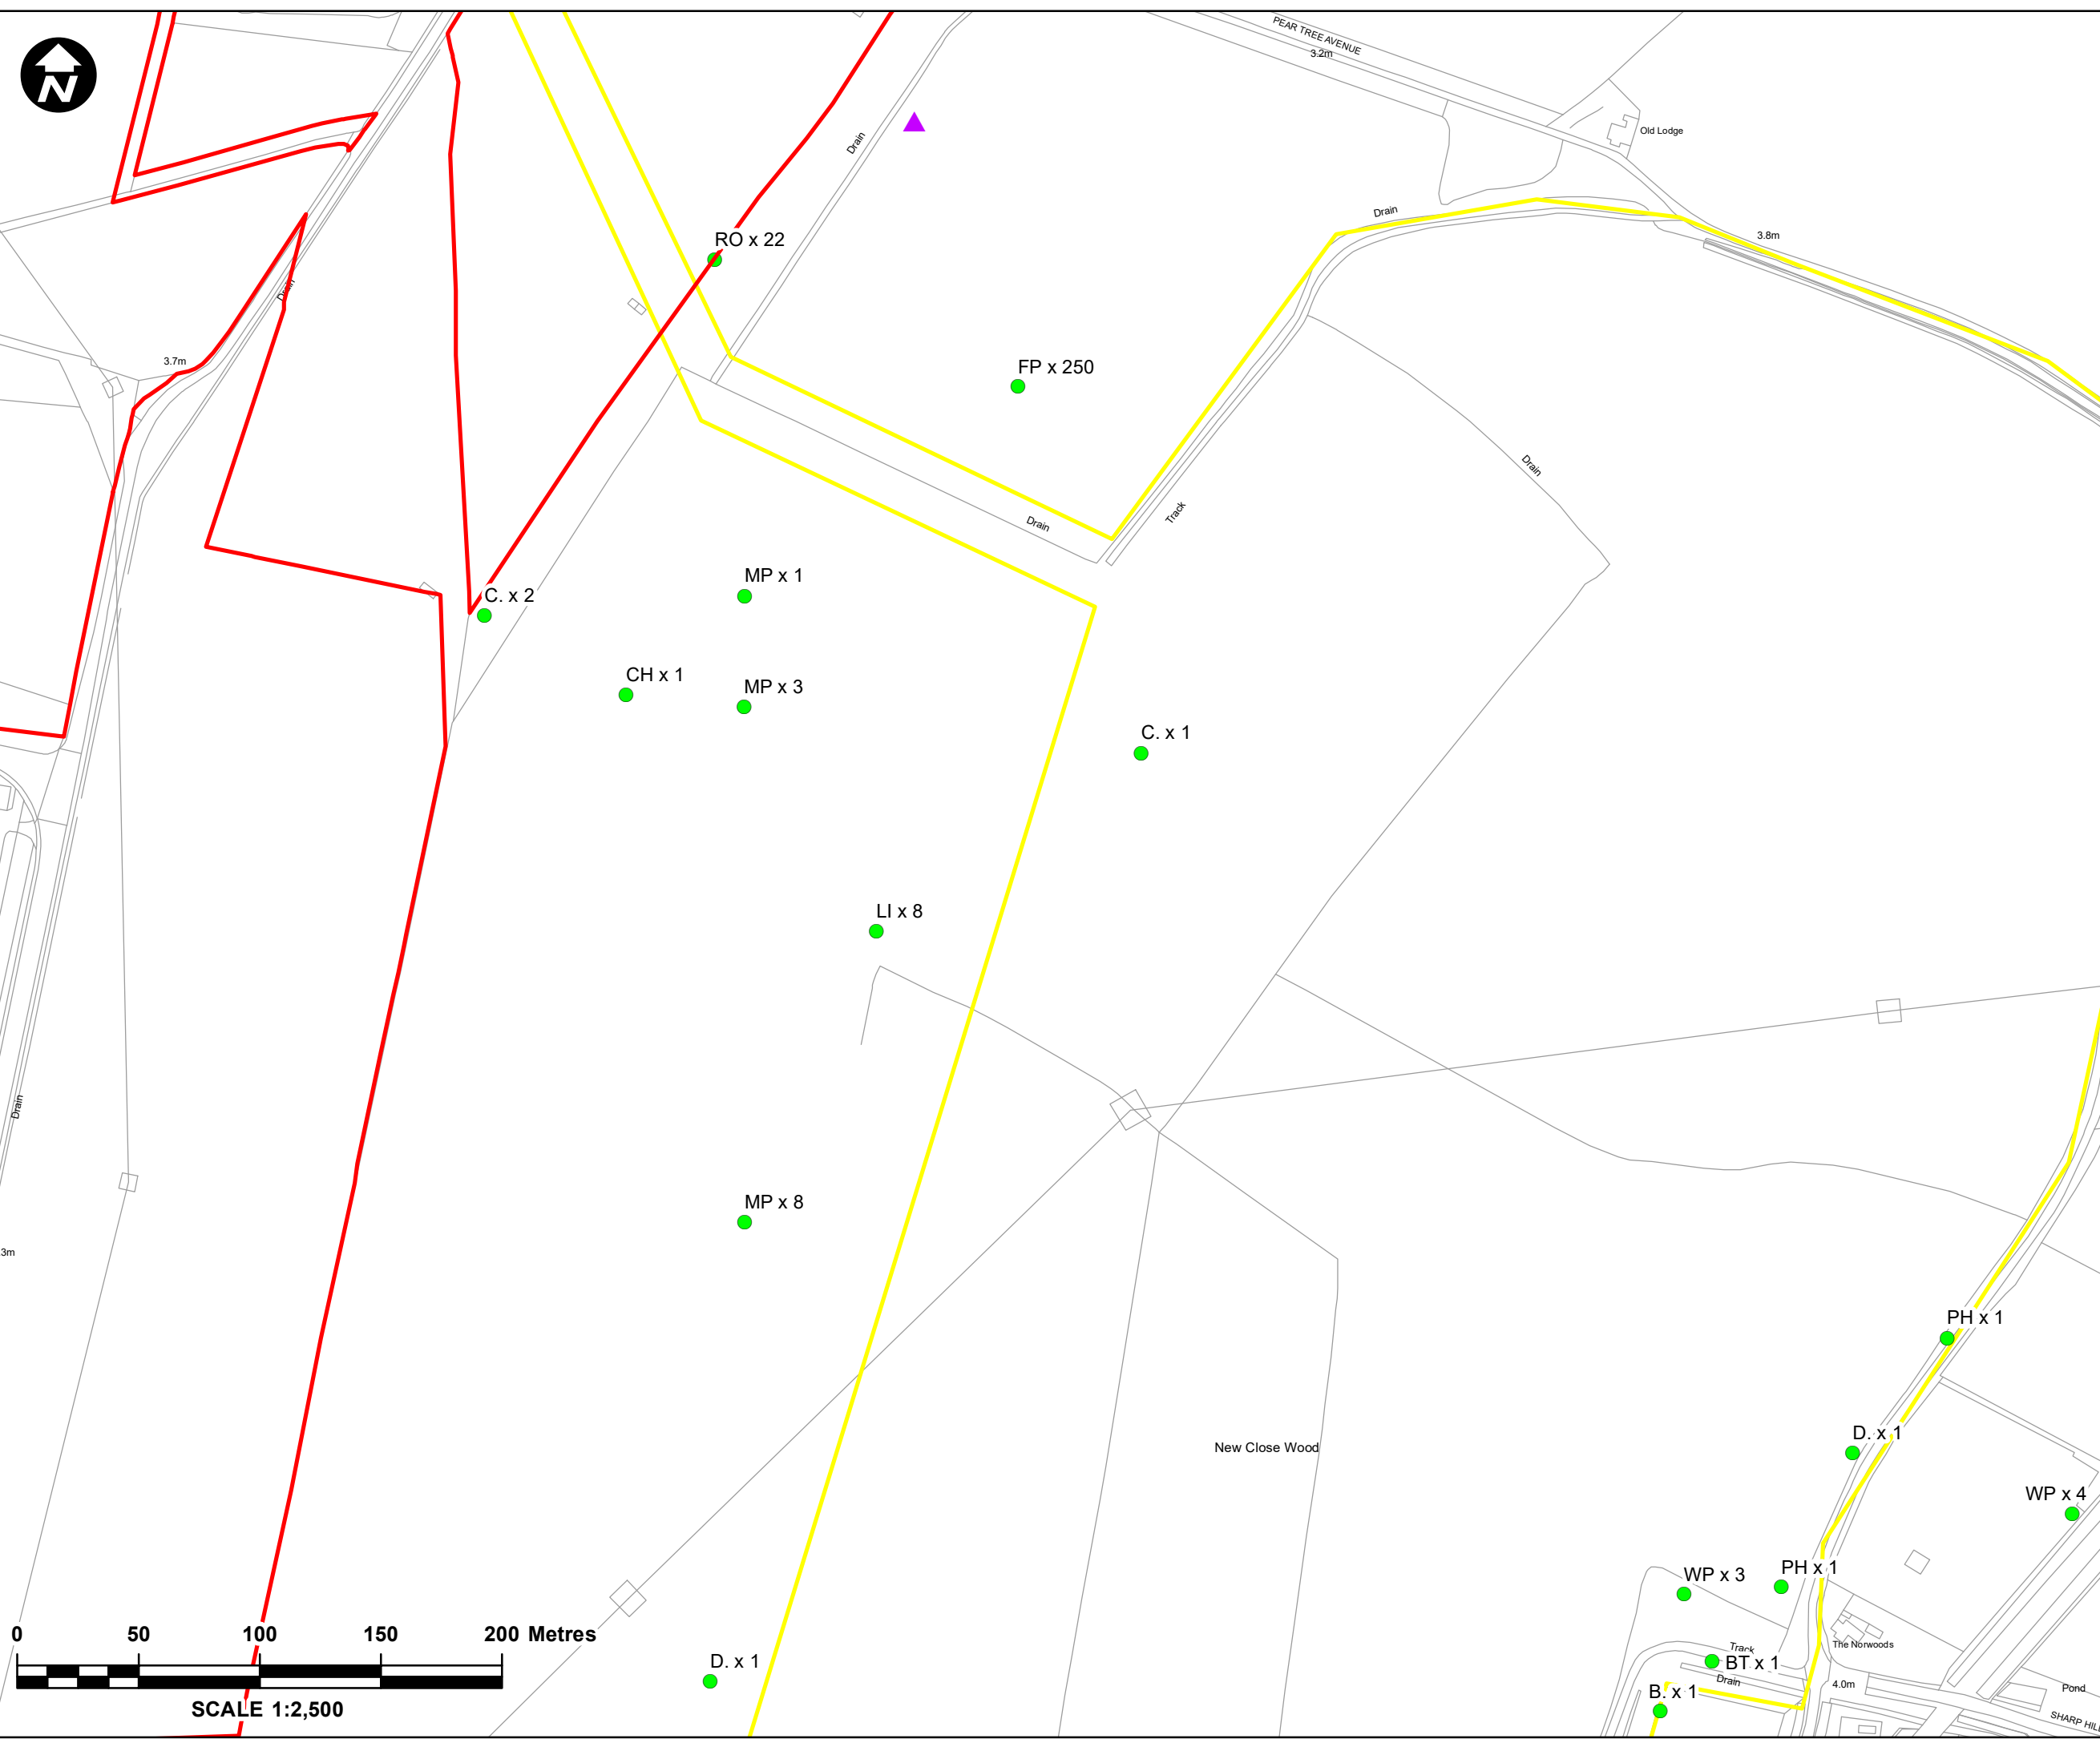 PEAR TREE AVENUE
3.2m
N
Old Lodge
Drain
Drain
3.8m
RO x 22
Drain
3.7m
FP x 250
Drain
Track
Drain
MP x 1
C. x 2
CH x 1
MP x 3
C. x 1
LI x 8
Drain
MP x 8
3m
PH x 1
D. x 1
New Close Wood
WP x 4
PH x 1
WP x 3
0 50 100 150 200 Metres
SCALE 1:2,500
Track
The Norwoods
D. x 1
BT x 1
Drain
4.0m
Pond
B. x 1
SHARP HILL